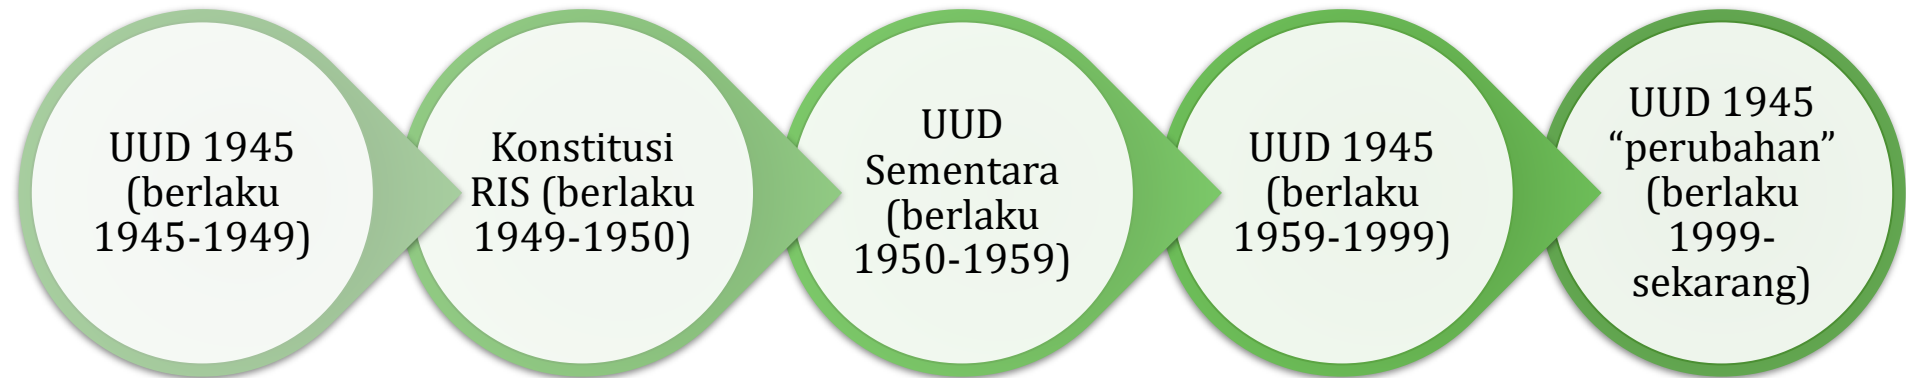 UUD 1945
(berlaku
1945-1949)
Konstitusi
RIS (berlaku
1949-1950)
UUD
Sementara
(berlaku
1950-1959)
UUD 1945
(berlaku
1959-1999)
UUD 1945
“perubahan”
(berlaku
1999-
sekarang)